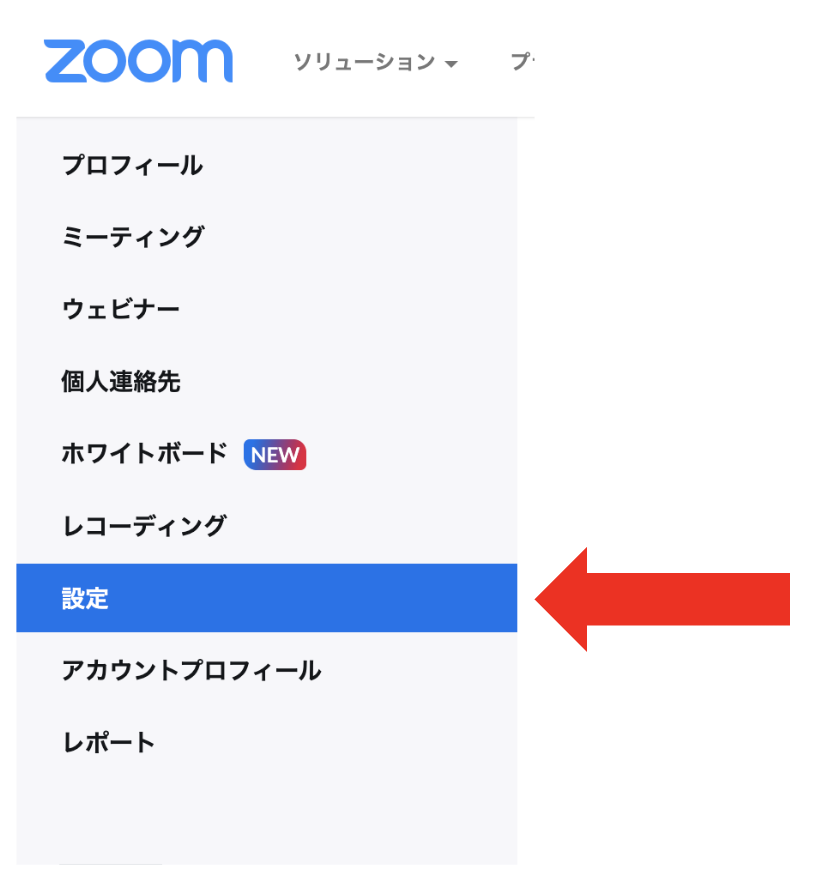 zoom ソリューション
プロフィール
ミーティング
ウェビナー
個人連絡先
ホワイトボード NEW
レコーディング
設定
アカウントプロフィール
レポート